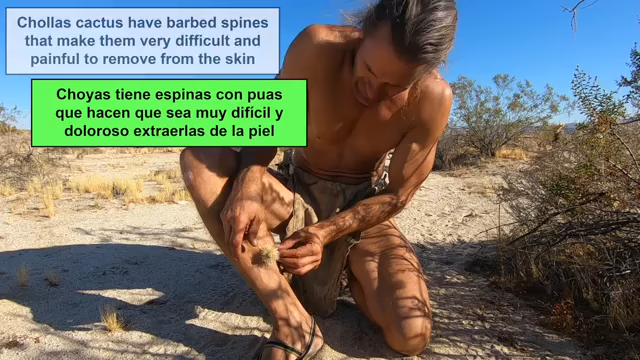 Chollas cactus have barbed spines
that make them very difficult and
painful to remove from the skin
Choyas tiene espinas con puas
que hacen que sea muy difícil y
doloroso extraerlas de la piel